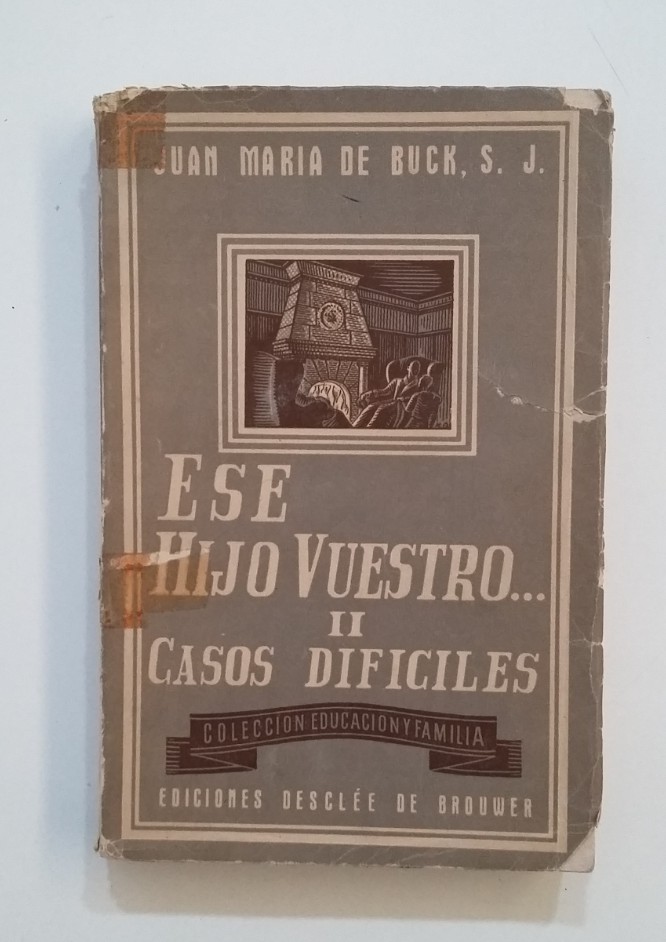 JUAN MARIA DE BUCK, S. J.
ESE
HIJO VUESTRO...
II
CASOS DIFICILES
COLECCION EDUCACION Y FAMILIA
EDICIONES DESCLÉE DE BROUWER